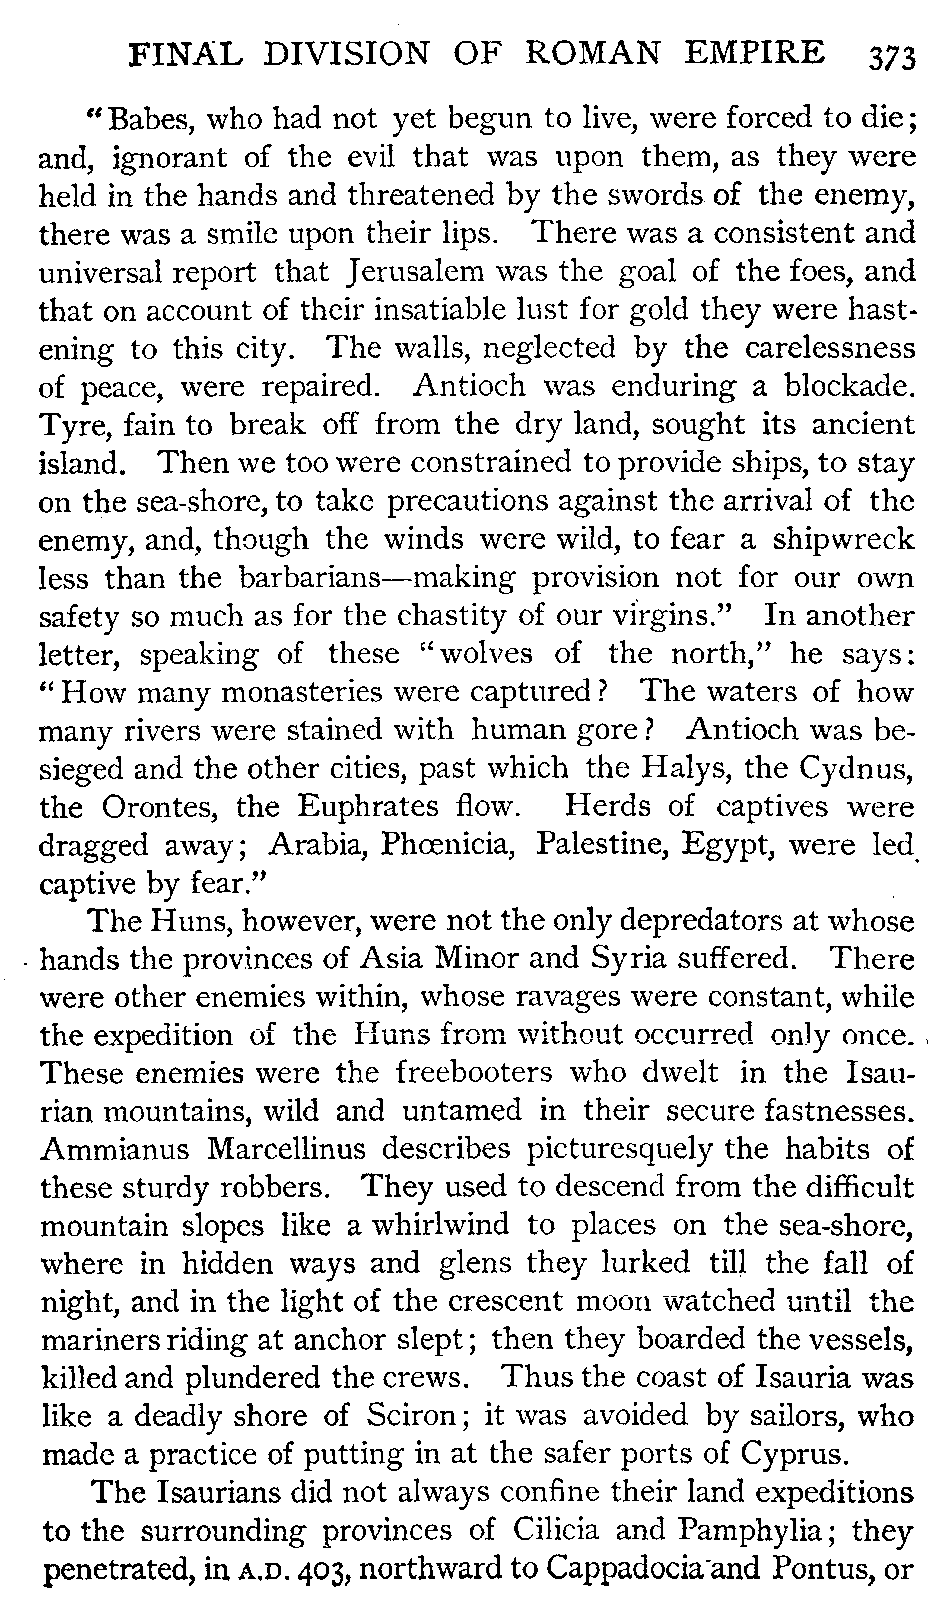 FINAL DIVISION OF ROMAN EMPIRE 373
"Babes, who had not yet begun to live, were forced to die;
and, ignorant of the evil that was upon them, as they were
held in the hands and threatened by the swords of the enemy,
there was a smile upon their lips. There was a consistent and
universal report that Jerusalem was the goal of the foes, and
that on account of their insatiable lust for gold they were hast-
ening to this city. The walls, neglected by the carelessness
of peace, were repaired. Antioch was enduring a blockade.
Tyre, fain to break off from the dry land, sought its ancient
island. Then we too were constrained to provide ships, to stay
on the sea-shore, to take precautions against the arrival of the
enemy, and, though the winds were wild, to fear a shipwreck
less than the barbarians—making provision not for our own
safety so much as for the chastity of our virgins." In another
letter, speaking of these "wolves of the north," he says:
"How many monasteries were captured? The waters of how
many rivers were stained with human gore? Antioch was be-
sieged and the other cities, past which the Halys, the Cydnus,
the Orontes, the Euphrates flow. Herds of captives were
dragged away; Arabia, Phœnicia, Palestine, Egypt, were led
captive by fear."
The Huns, however, were not the only depredators at whose
hands the provinces of Asia Minor and Syria suffered. There
were other enemies within, whose ravages were constant, while
the expedition of the Huns from without occurred only once.
These enemies were the freebooters who dwelt in the Isau-
rian mountains, wild and untamed in their secure fastnesses.
Ammianus Marcellinus describes picturesquely the habits of
these sturdy robbers. They used to descend from the difficult
mountain slopes like a whirlwind to places on the sea-shore,
where in hidden ways and glens they lurked till the fall of
night, and in the light of the crescent moon watched until the
mariners riding at anchor slept; then they boarded the vessels,
killed and plundered the crews. Thus the coast of Isauria was
like a deadly shore of Sciron; it was avoided by sailors, who
made a practice of putting in at the safer ports of Cyprus.
The Isaurians did not always confine their land expeditions
to the surrounding provinces of Cilicia and Pamphylia; they
penetrated, in A.D. 403, northward to Cappadocia and Pontus, or